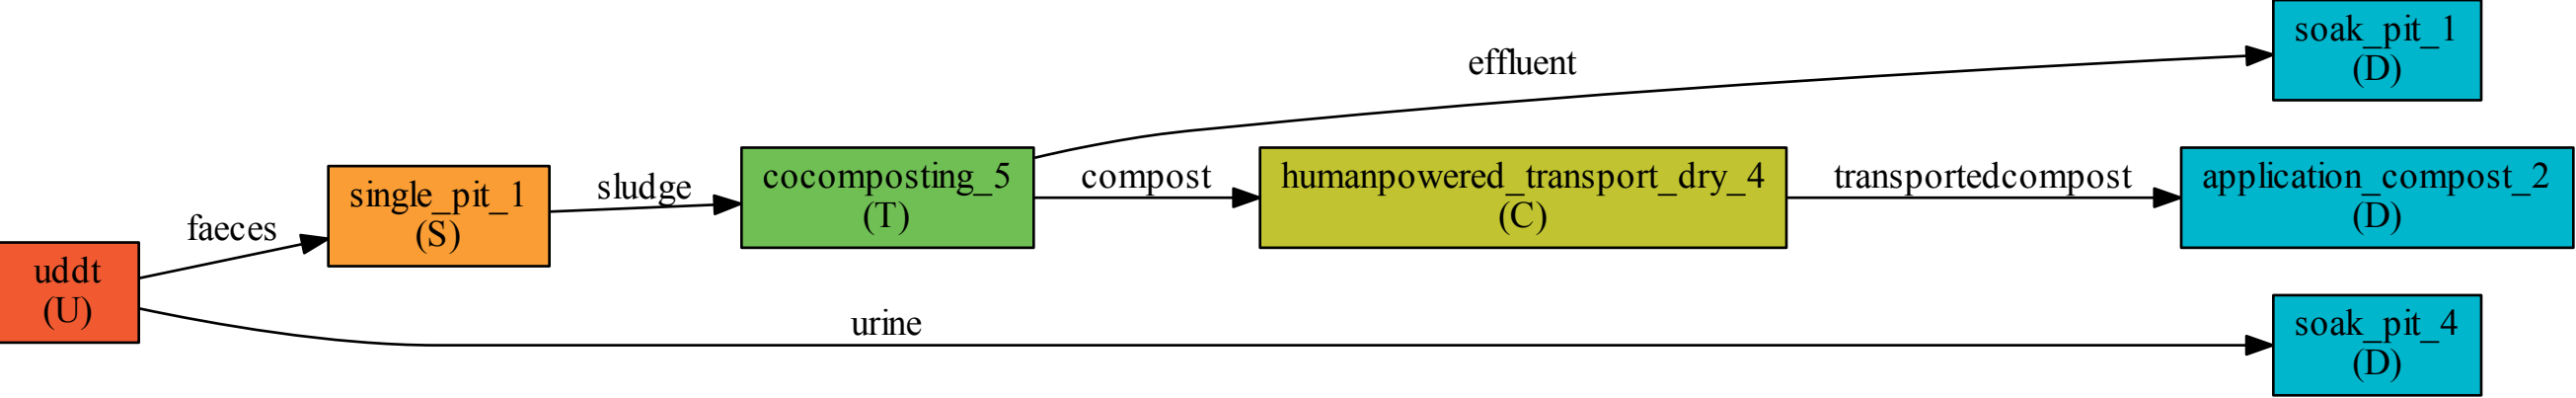 uddt
(U)
faeces
single_pit_1
(S)
sludge
cocomposting_5
(T)
effluent
soak_pit_1
(D)
compost
humanpowered_transport_dry_4
(C)
transportedcompost
application_compost_2
(D)
urine
soak_pit_4
(D)